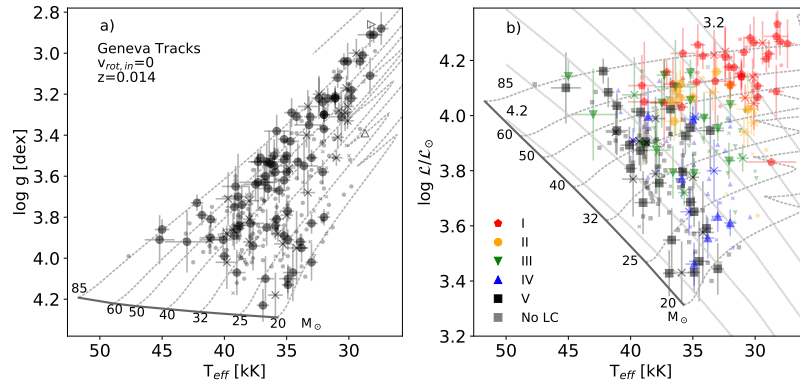 a)
Geneva Tracks
v_rot,in=0
z=0.014
2.8
3.0
3.2
3.4
3.6
3.8
4.0
4.2
log g [dex]
85
60 50 40 32 25 20 M⊙
50 45 40 35 30
T_eff [kK]
b)
3.2
4.2
4.0
3.8
3.6
3.4
3.2
log ℒ/ℒ⊙
85
4.2
60
50
40
32
25
20
M⊙
I
II
III
IV
V
No LC
50 45 40 35 30
T_eff [kK]